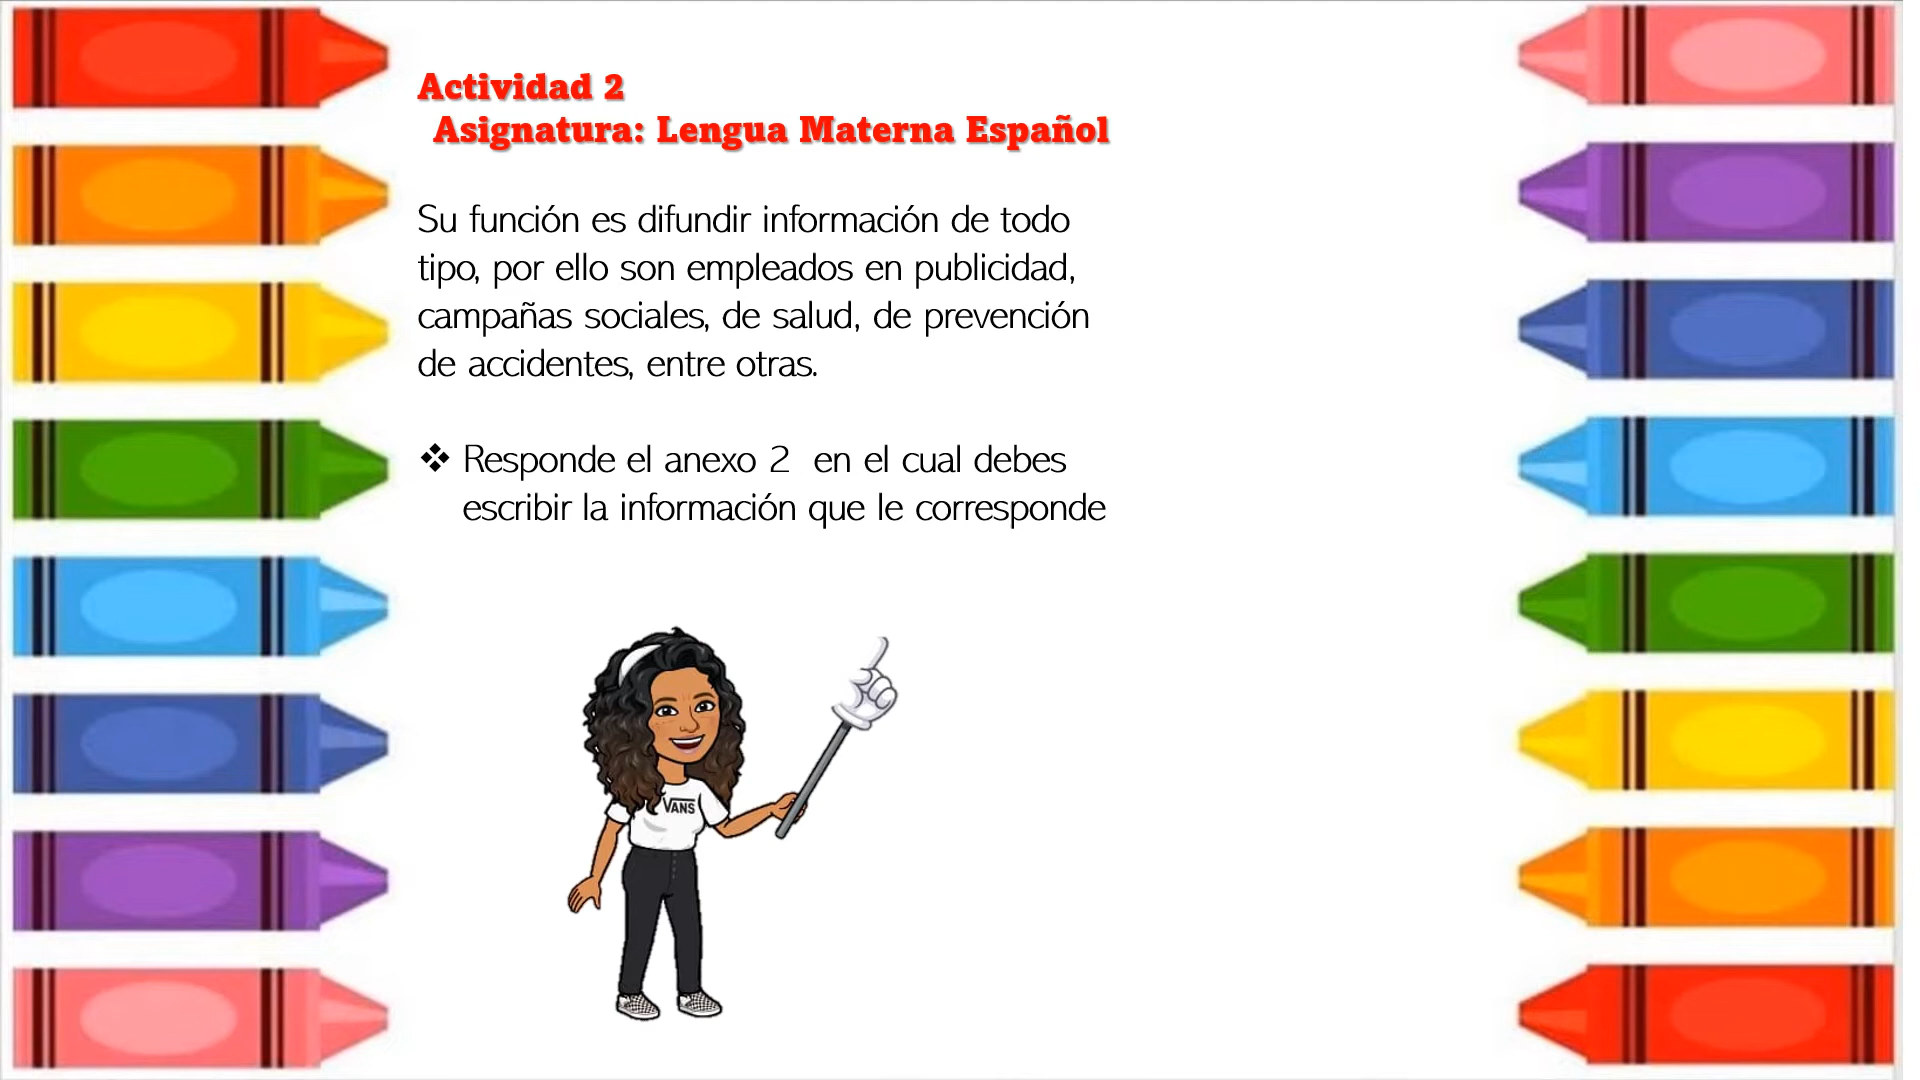 Actividad 2
Asignatura: Lengua Materna Español
Su función es difundir información de todo
tipo, por ello son empleados en publicidad,
campañas sociales, de salud, de prevención
de accidentes, entre otras.
❖ Responde el anexo 2 en el cual debes
escribir la información que le corresponde
VANS